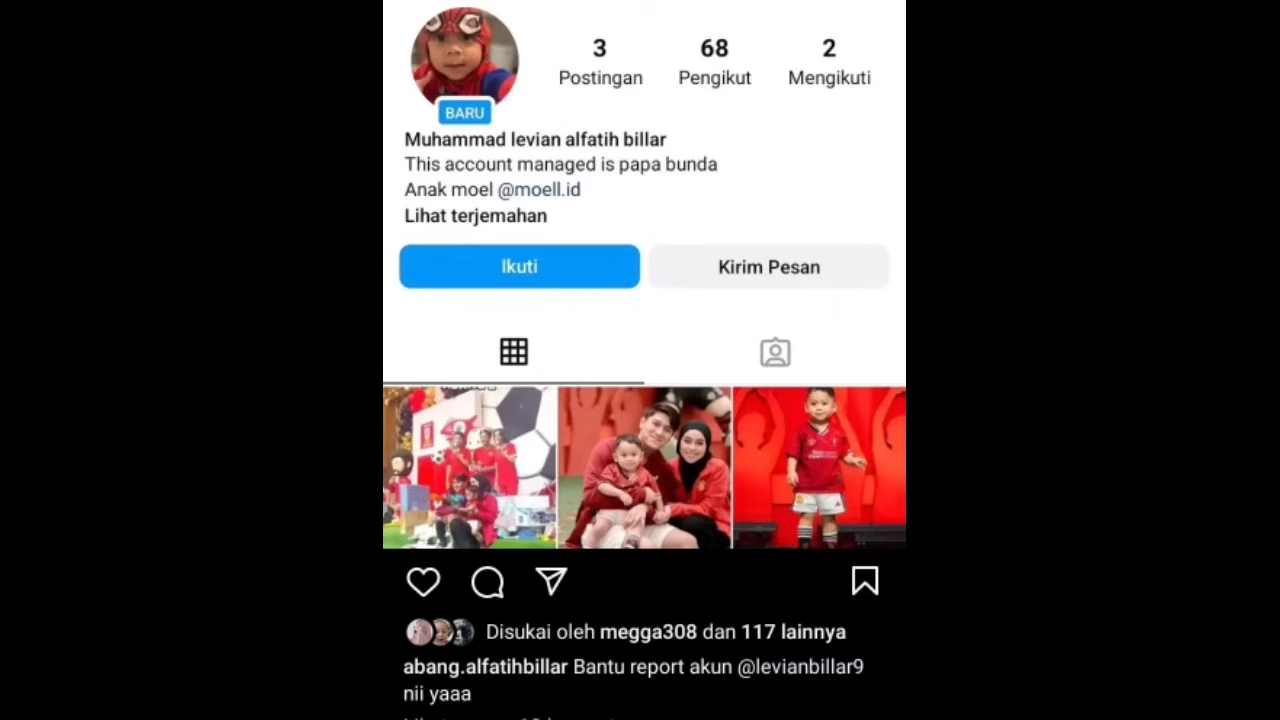 3 68 2
Postingan Pengikut Mengikuti
BARU
Muhammad levian alfatih billar
This account managed is papa bunda
Anak moel @moell.id
Lihat terjemahan
Ikuti Kirim Pesan
Disukai oleh megga308 dan 117 lainnya
abang.alfatihbillar Bantu report akun @levianbillar9
nii yaaa